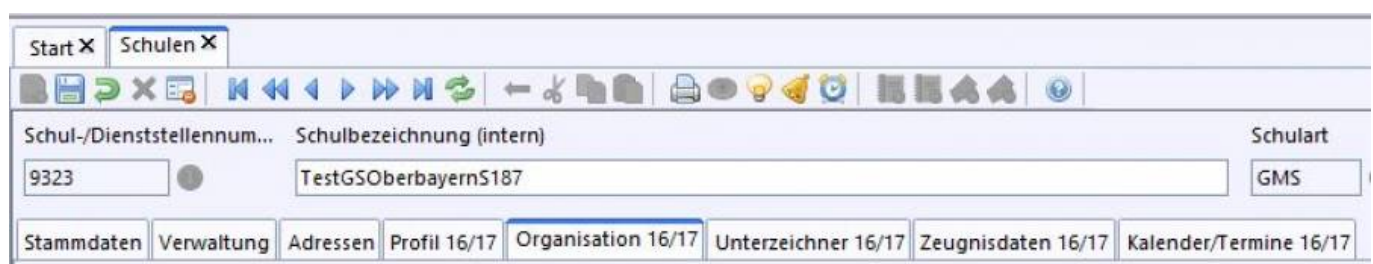 Start X Schulen X
Schul-/Dienststellennum... Schulbezeichnung (intern) Schulart
9323 TestGSOberbayernS187 GMS
Stammdaten Verwaltung Adressen Profil 16/17 Organisation 16/17 Unterzeichner 16/17 Zeugnisdaten 16/17 Kalender/Termine 16/17